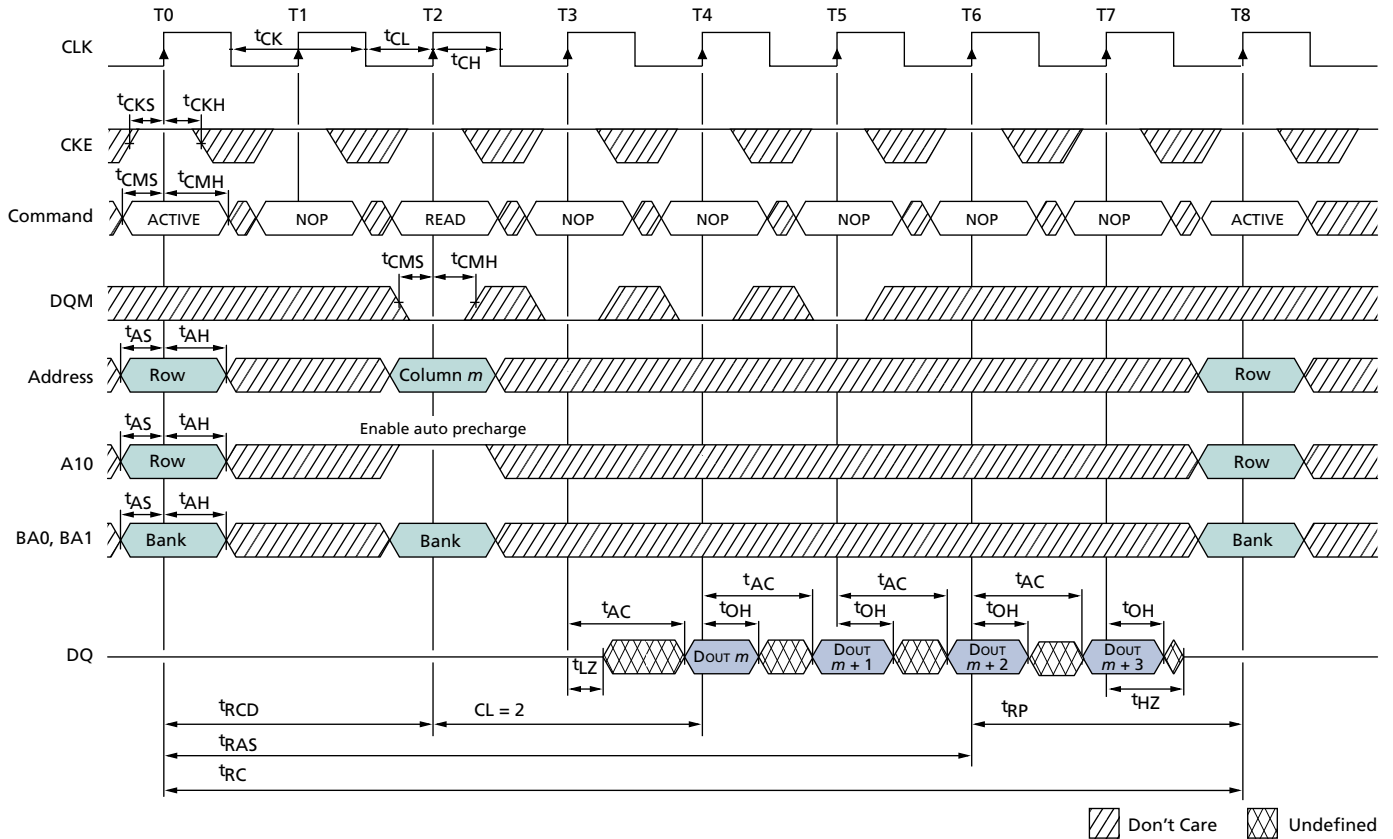 T0 T1 T2 T3 T4 T5 T6 T7 T8
CLK
tCK tCL
tCH
tCKS tCKH
CKE
tCMS tCMH
Command
ACTIVE NOP READ NOP NOP NOP NOP NOP ACTIVE
tCMS tCMH
DQM
tAS tAH
Address
Row Column m Row
Enable auto precharge
tAS tAH
A10
Row Row
tAS tAH
BA0, BA1
Bank Bank Bank
tAC tAC tAC
tAC tOH tOH tOH tOH
DQ
DOUT m
DOUT m + 1
DOUT m + 2
DOUT m + 3
tLZ
tHZ
tRCD CL = 2 tRP
tRAS
tRC
Don't Care Undefined